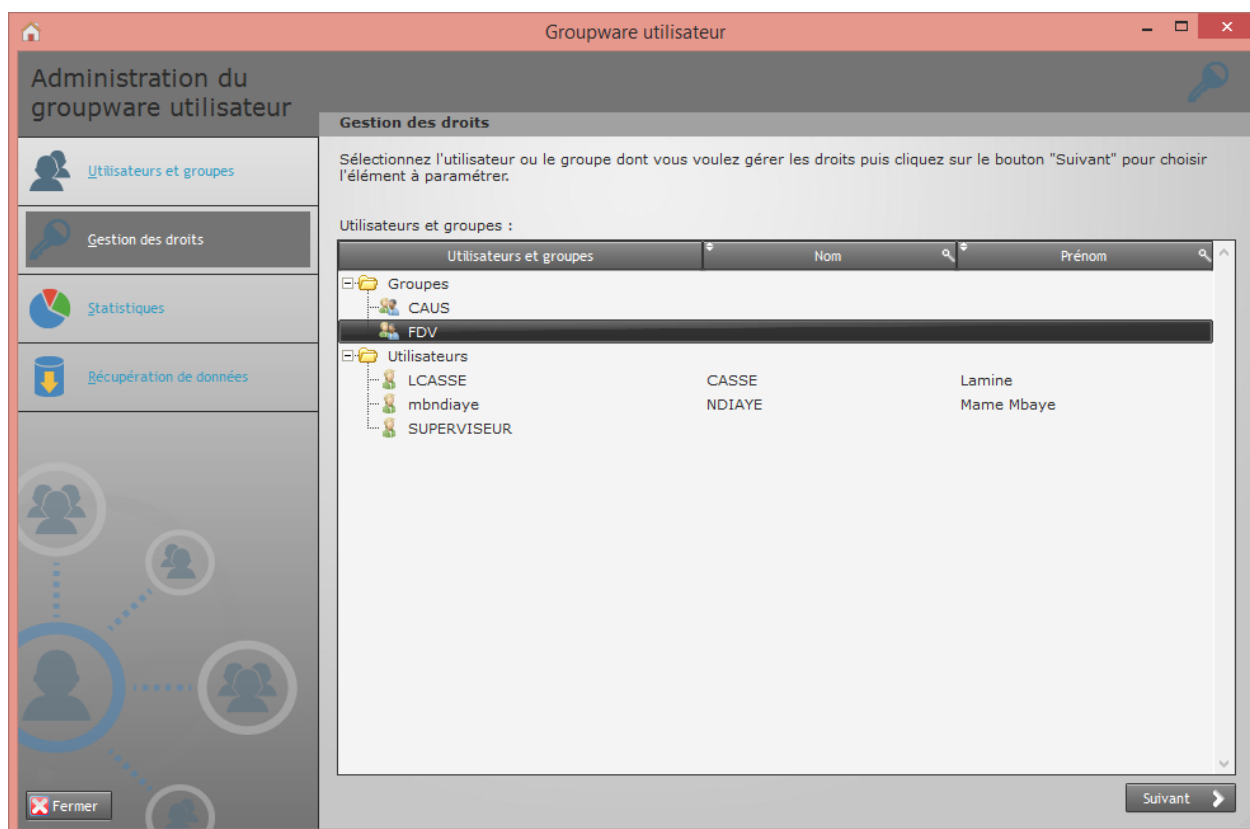 Groupware utilisateur
Administration du
groupware utilisateur
Gestion des droits
Sélectionnez l'utilisateur ou le groupe dont vous voulez gérer les droits puis cliquez sur le bouton "Suivant" pour choisir
l'élément à paramétrer.
Utilisateurs et groupes
Gestion des droits
Statistiques
Récupération de données
Utilisateurs et groupes :
Utilisateurs et groupes Nom Prénom
Groupes
CAUS
FDV
Utilisateurs
LCASSE CASSE Lamine
mbndiaye NDIAYE Mame Mbaye
SUPERVISEUR
Fermer
Suivant